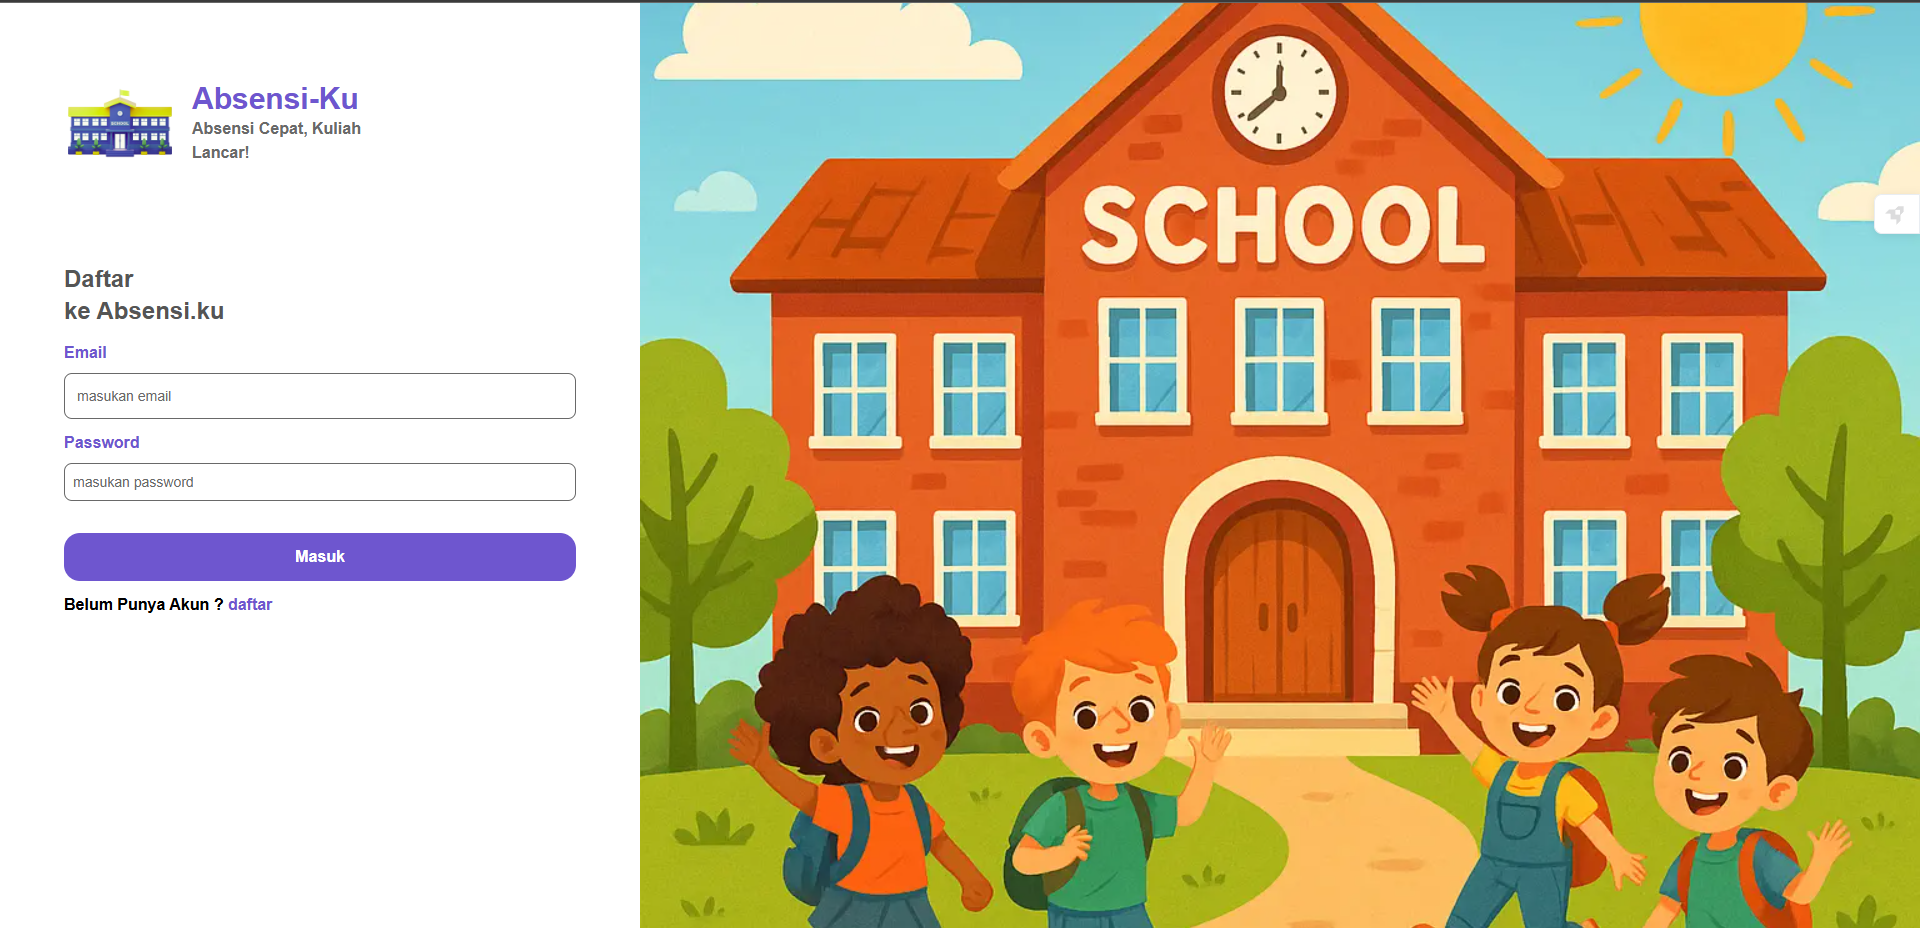 Absensi-Ku
Absensi Cepat, Kuliah
Lancar!
Daftar
ke Absensi.ku
Email
masukan email
Password
masukan password
Masuk
Belum Punya Akun ? daftar
SCHOOL